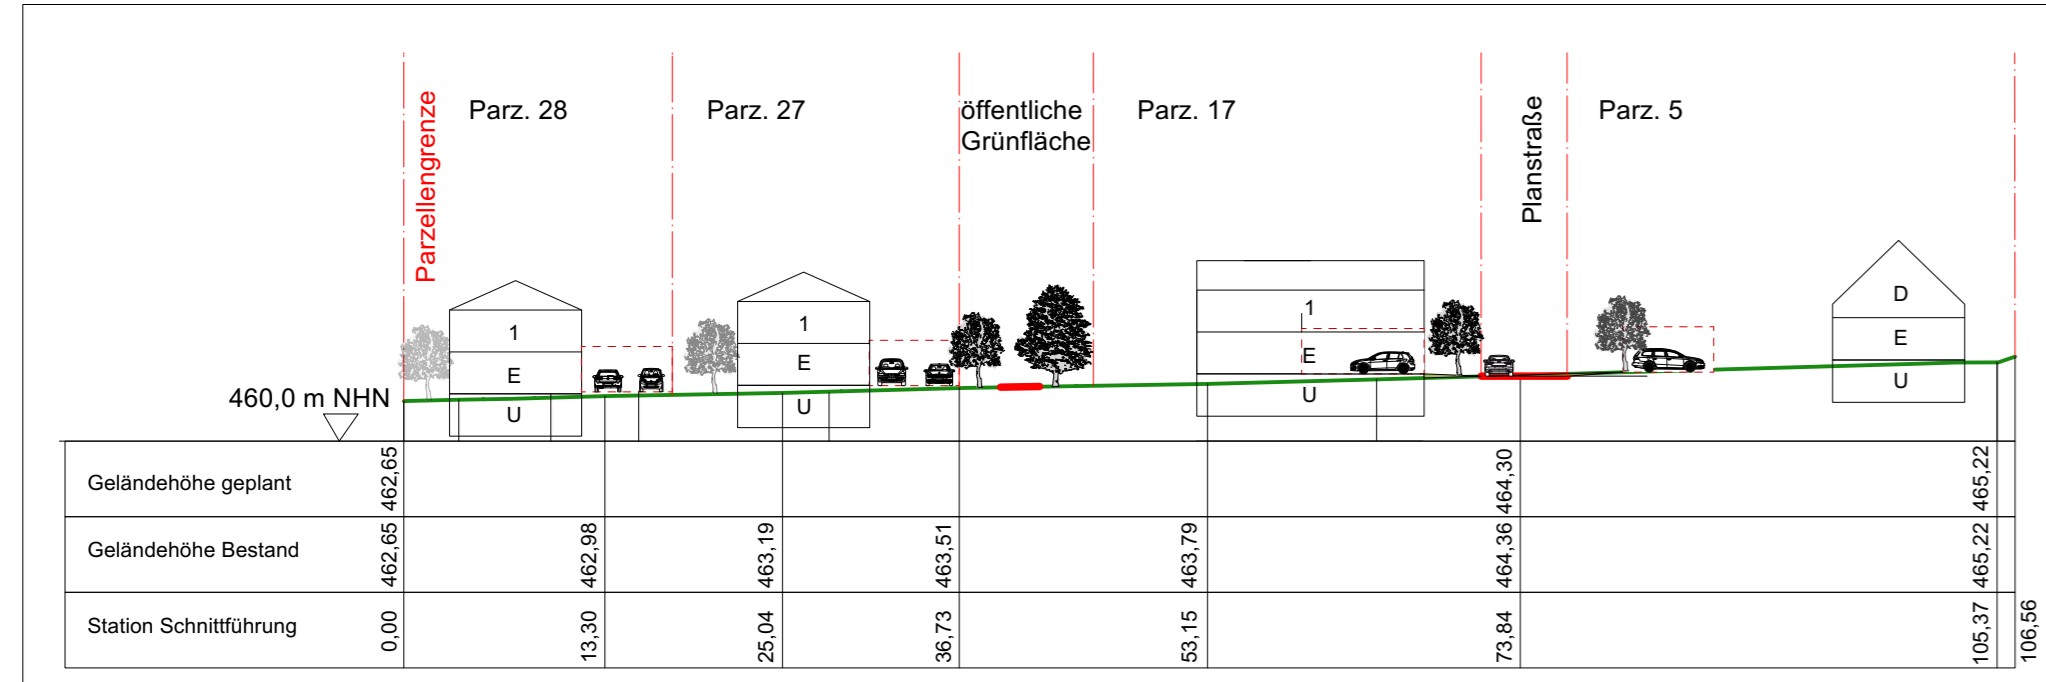 Parzellengrenze
Parz. 28
Parz. 27
öffentliche
Grünfläche
Parz. 17
Planstraße
Parz. 5
1
E
U
1
E
U
1
E
U
D
E
U
460,0 m NHN
Geländehöhe geplant
462,65
464,30
465,22
Geländehöhe Bestand
462,65
462,98
463,19
463,51
463,79
464,36
465,22
Station Schnittführung
0,00
13,30
25,04
36,73
53,15
73,84
105,37
106,56